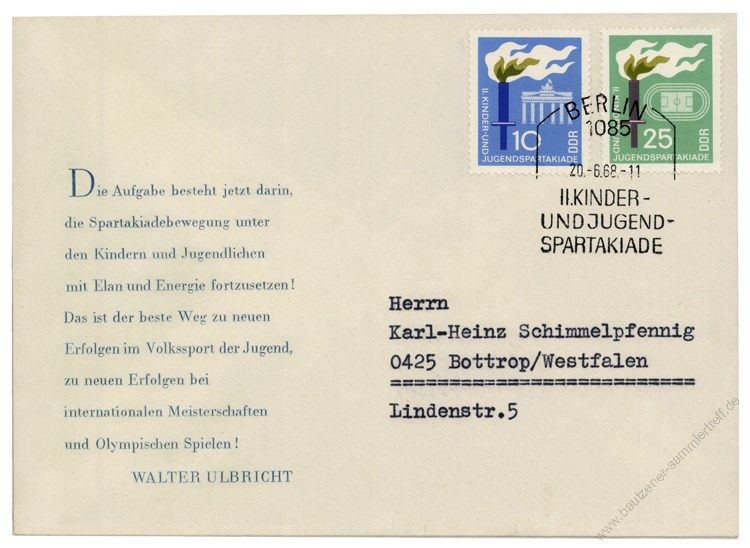 II. KINDER-UND
10
DDR
JUGENDSPARTAKIADE
II. KINDER-UND
25
DDR
JUGENDSPARTAKIADE
BERLIN
1085
20.-6.68.-11
II.KINDER-
UND JUGEND-
SPARTAKIADE
Die Aufgabe besteht jetzt darin,
die Spartakiadebewegung unter
den Kindern und Jugendlichen
mit Elan und Energie fortzusetzen!
Das ist der beste Weg zu neuen
Erfolgen im Volkssport der Jugend,
zu neuen Erfolgen bei
internationalen Meisterschaften
und Olympischen Spielen!
WALTER ULBRICHT
Herrn
Karl-Heinz Schimmelpfennig
0425 Bottrop/Westfalen
==========================
Lindenstr.5
www.bautzener-sammlertreff.de